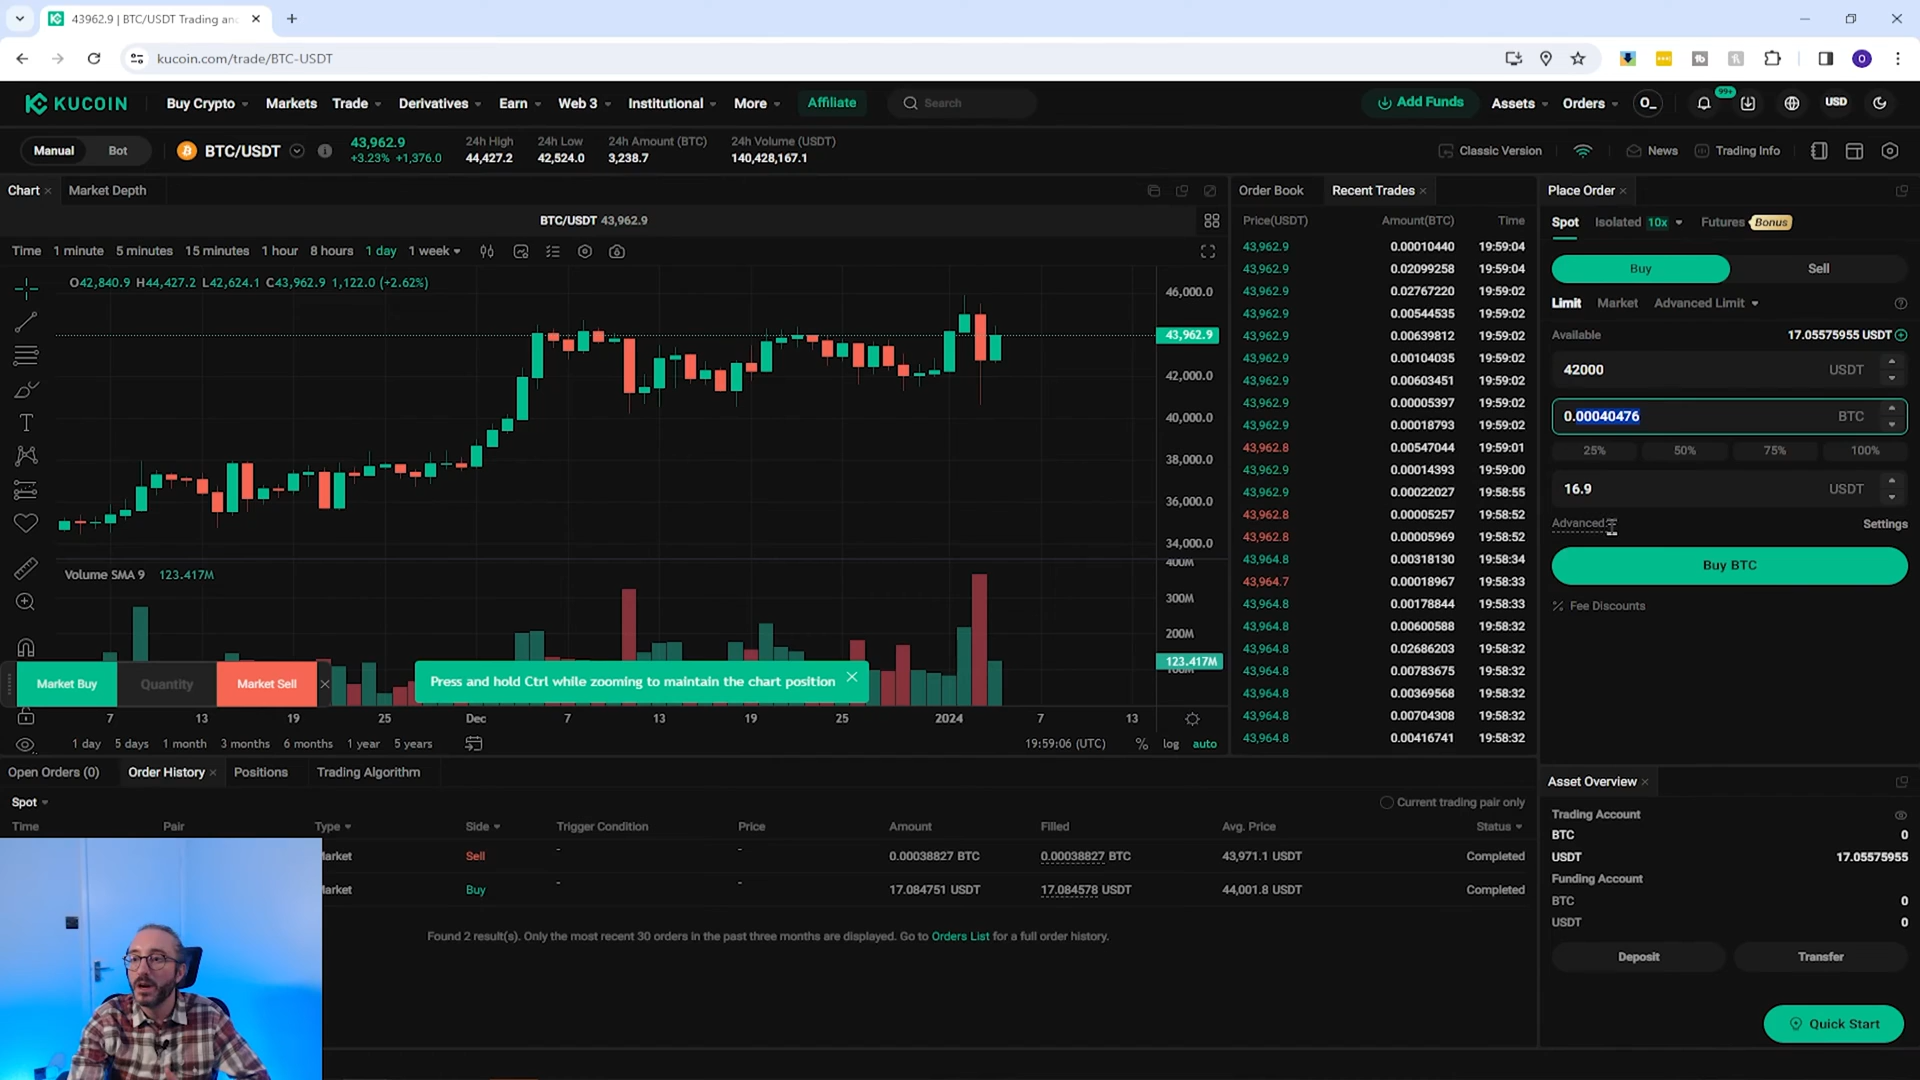 43962.9 | BTC/USDT Trading and
kucoin.com/trade/BTC-USDT
KUCOIN Buy Crypto Markets Trade Derivatives Earn Web 3 Institutional More Affiliate Search Add Funds Assets Orders O_ 99+ USD
Manual Bot BTC/USDT 43,962.9 +3.23% +1,376.0
24h High 44,427.2
24h Low 42,524.0
24h Amount (BTC) 3,238.7
24h Volume (USDT) 140,428,167.1
Classic Version News Trading Info
Chart Market Depth
BTC/USDT 43,962.9
Time 1 minute 5 minutes 15 minutes 1 hour 8 hours 1 day 1 week
O42,840.9 H44,427.2 L42,624.1 C43,962.9 1,122.0 (+2.62%)
46,000.0
43,962.9
42,000.0
40,000.0
38,000.0
36,000.0
34,000.0
Volume SMA 9 123.417M
400M
300M
200M
123.417M
Market Buy Quantity Market Sell
Press and hold Ctrl while zooming to maintain the chart position
7 13 19 25 Dec 7 13 19 25 2024 7 13
1 day 5 days 1 month 3 months 6 months 1 year 5 years
19:59:06 (UTC) % log auto
Order Book Recent Trades
Price(USDT) Amount(BTC) Time
43,962.9 0.00010440 19:59:04
43,962.9 0.02099258 19:59:04
43,962.9 0.02767220 19:59:02
43,962.9 0.00544535 19:59:02
43,962.9 0.00639812 19:59:02
43,962.9 0.00104035 19:59:02
43,962.9 0.00603451 19:59:02
43,962.9 0.00005397 19:59:02
43,962.9 0.00018793 19:59:02
43,962.8 0.00547044 19:59:01
43,962.9 0.00014393 19:59:00
43,962.9 0.00022027 19:58:55
43,962.8 0.00005257 19:58:52
43,962.8 0.00005969 19:58:52
43,964.8 0.00318130 19:58:34
43,964.7 0.00018967 19:58:33
43,964.8 0.00178844 19:58:33
43,964.8 0.00600588 19:58:32
43,964.8 0.02686203 19:58:32
43,964.8 0.00783675 19:58:32
43,964.8 0.00369568 19:58:32
43,964.8 0.00704308 19:58:32
43,964.8 0.00416741 19:58:32
Place Order
Spot Isolated 10x Futures Bonus
Buy Sell
Limit Market Advanced Limit
Available 17.05575955 USDT
42000 USDT
0.00040476 BTC
25% 50% 75% 100%
16.9 USDT
Advanced Settings
Buy BTC
Fee Discounts
Open Orders (0) Order History Positions Trading Algorithm
Spot Current trading pair only
Time Pair Type Side Trigger Condition Price Amount Filled Avg. Price Status
arket Sell - - 0.00038827 BTC 0.00038827 BTC 43,971.1 USDT Completed
arket Buy - - 17.084751 USDT 17.084578 USDT 44,001.8 USDT Completed
Found 2 result(s). Only the most recent 30 orders in the past three months are displayed. Go to Orders List for a full order history.
Asset Overview
Trading Account
BTC 0
USDT 17.05575955
Funding Account
BTC 0
USDT 0
Deposit Transfer
Quick Start